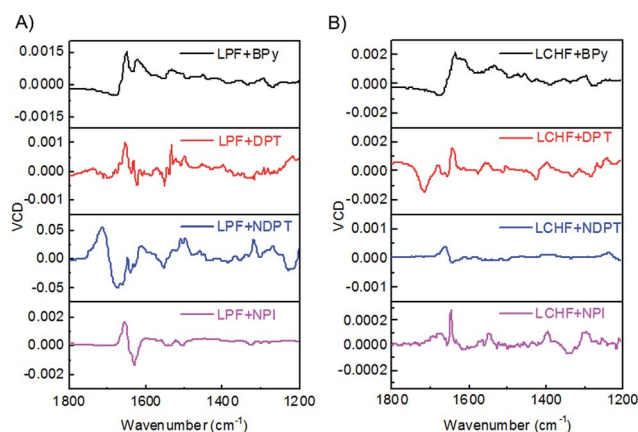 A)
LPF+BPy
0.0015
0.0000
-0.0015
LPF+DPT
0.001
0.000
-0.001
VCD
LPF+NDPT
0.05
0.00
-0.05
LPF+NPI
0.002
0.000
-0.002
1800 1600 1400 1200
Wavenumber (cm-1)
B)
LCHF+BPy
0.002
0.000
-0.002
LCHF+DPT
0.002
0.000
-0.002
VCD
LCHF+NDPT
0.001
0.000
-0.001
LCHF+NPI
0.0002
0.0000
-0.0002
1800 1600 1400 1200
Wavenumber (cm-1)